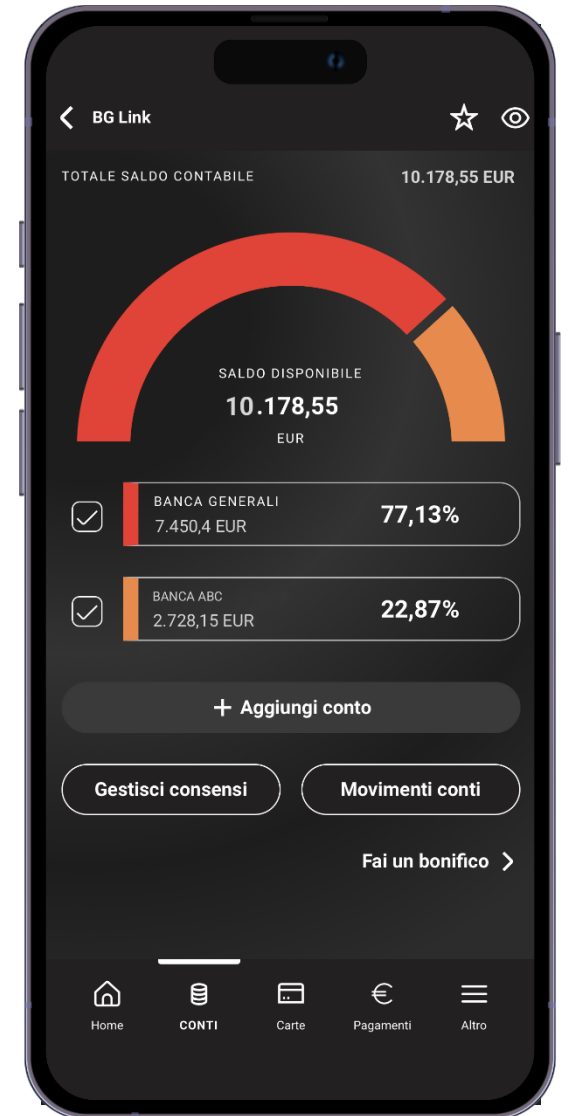 BG Link
TOTALE SALDO CONTABILE 10.178,55 EUR
SALDO DISPONIBILE
10.178,55
EUR
BANCA GENERALI
7.450,4 EUR
77,13%
BANCA ABC
2.728,15 EUR
22,87%
+ Aggiungi conto
Gestisci consensi
Movimenti conti
Fai un bonifico
Home
CONTI
Carte
Pagamenti
Altro